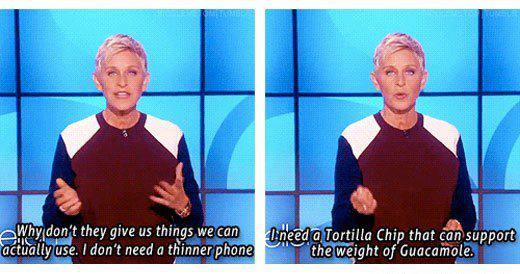 Why don't they give us things we can
actually use. I don't need a thinner phone
I need a Tortilla Chip that can support
the weight of Guacamole.